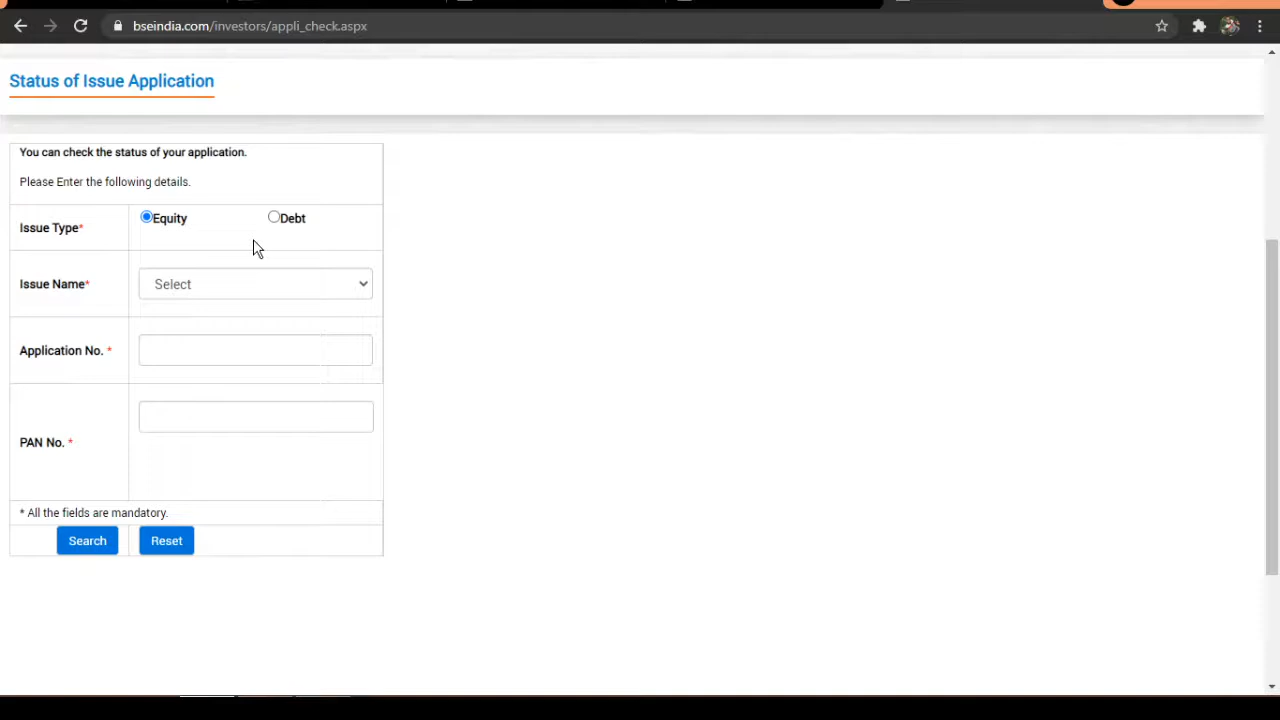 bseindia.com/investors/appli_check.aspx
Status of Issue Application
You can check the status of your application.
Please Enter the following details.
Issue Type*
Equity
Debt
Issue Name*
Select
Application No. *
PAN No. *
* All the fields are mandatory.
Search
Reset